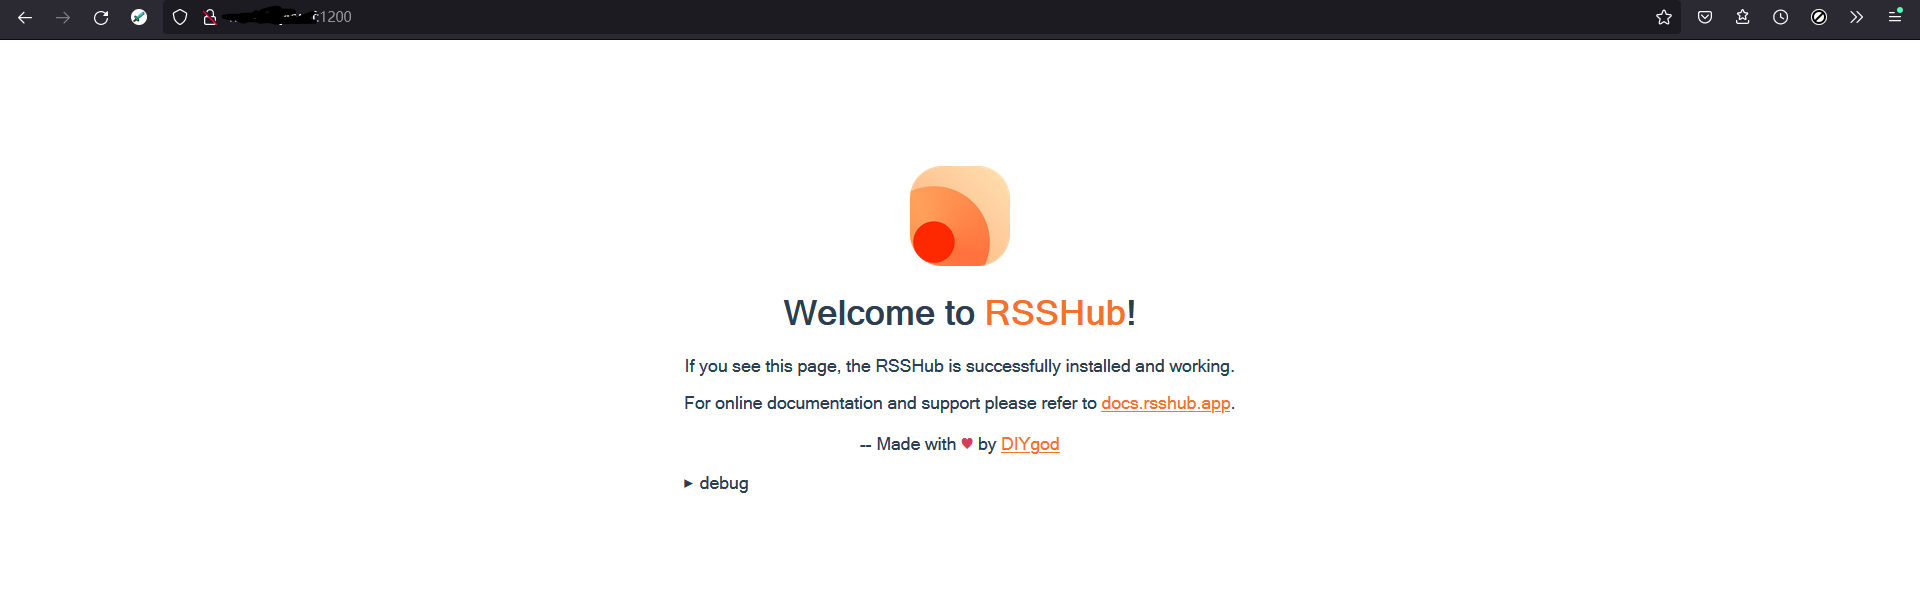 :1200
Welcome to RSSHub!
If you see this page, the RSSHub is successfully installed and working.
For online documentation and support please refer to docs.rsshub.app.
-- Made with ♥ by DIYgod
► debug